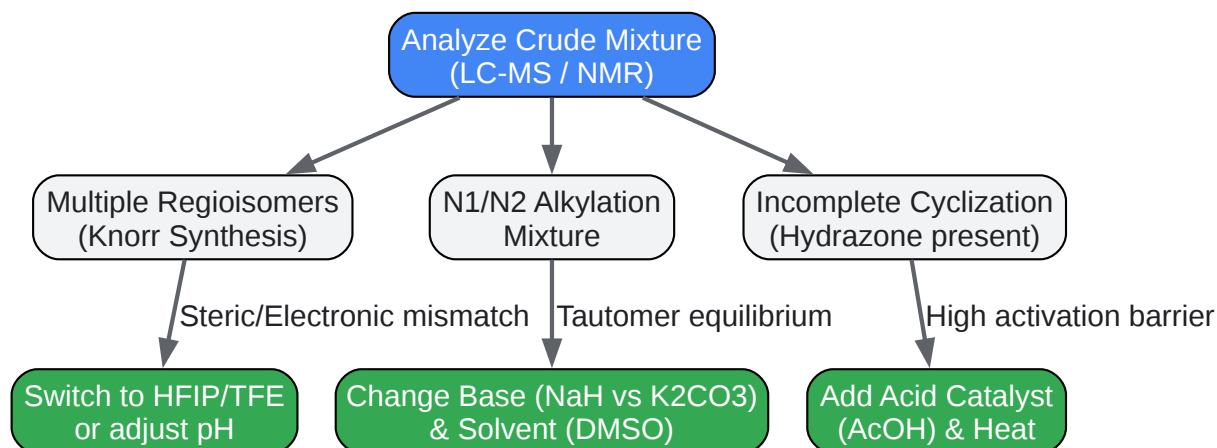 Analyze Crude Mixture
(LC-MS / NMR)
Multiple Regioisomers
(Knorr Synthesis)
N1/N2 Alkylation
Mixture
Incomplete Cyclization
(Hydrazone present)
Steric/Electronic mismatch
Tautomer equilibrium
High activation barrier
Switch to HFIP/TFE
or adjust pH
Change Base (NaH vs K2CO3)
& Solvent (DMSO)
Add Acid Catalyst
(AcOH) & Heat